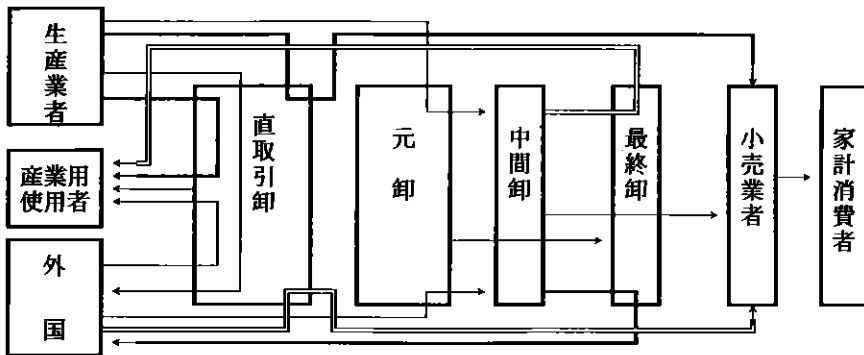 生産業者
産業用
使用者
外国
直取引卸
元卸
中間卸
最終卸
小売業者
家計消費者